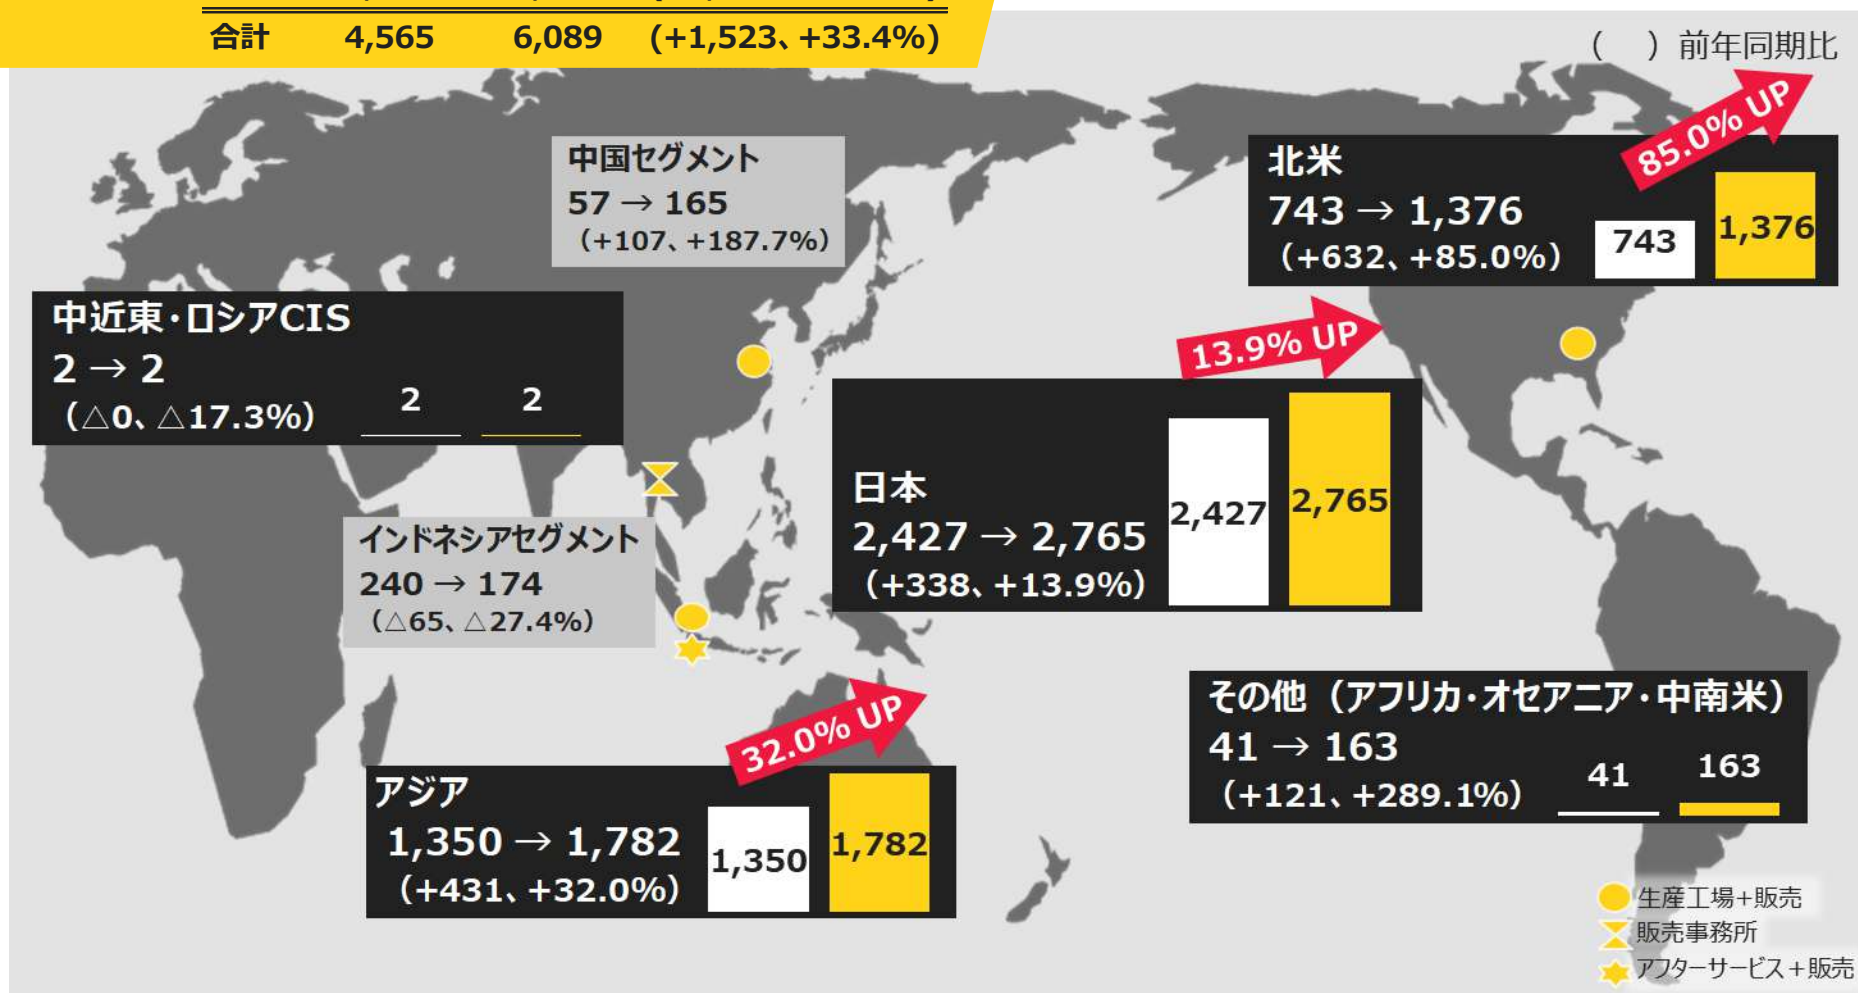 合計 4,565 6,089 (+1,523、+33.4%)
( ) 前年同期比
85.0% UP
北米
743 → 1,376
(+632、+85.0%)
743 1,376
中国セグメント
57 → 165
(+107、+187.7%)
中近東・ロシアCIS
2 → 2
(△0、△17.3%)
2 2
13.9% UP
日本
2,427 → 2,765
(+338、+13.9%)
2,427 2,765
インドネシアセグメント
240 → 174
(△65、△27.4%)
32.0% UP
アジア
1,350 → 1,782
(+431、+32.0%)
1,350 1,782
その他(アフリカ・オセアニア・中南米)
41 → 163
(+121、+289.1%)
41 163
生産工場+販売
販売事務所
アフターサービス+販売